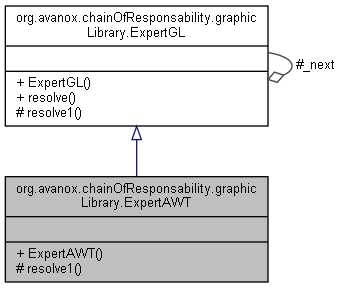 org.avanox.chainOfResponsability.graphic
Library.ExpertGL
#_next
+ ExpertGL()
+ resolve()
# resolve1()
org.avanox.chainOfResponsability.graphic
Library.ExpertAWT
+ ExpertAWT()
# resolve1()